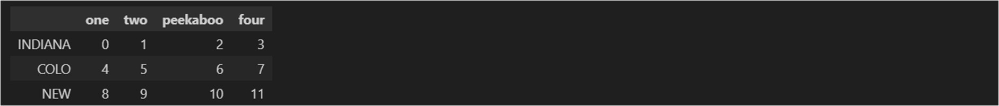 one two peekaboo four
INDIANA 0 1 2 3
COLO 4 5 6 7
NEW 8 9 10 11